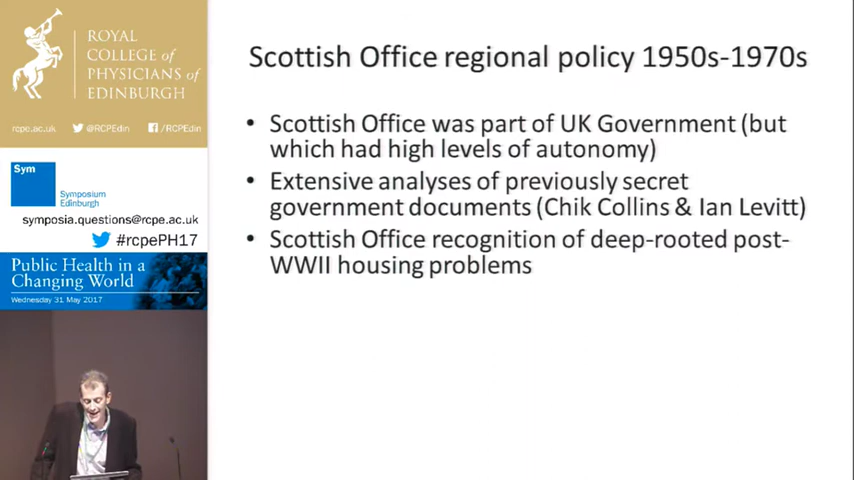 ROYAL
COLLEGE of
PHYSICIANS of
EDINBURGH
rcpe.ac.uk @RCPEdin /RCPEdin
Sym
Symposium
Edinburgh
symposia.questions@rcpe.ac.uk
#rcpePH17
Public Health in a
Changing World
Wednesday 31 May 2017
Scottish Office regional policy 1950s-1970s
• Scottish Office was part of UK Government (but
which had high levels of autonomy)
• Extensive analyses of previously secret
government documents (Chik Collins & Ian Levitt)
• Scottish Office recognition of deep-rooted post-
WWII housing problems